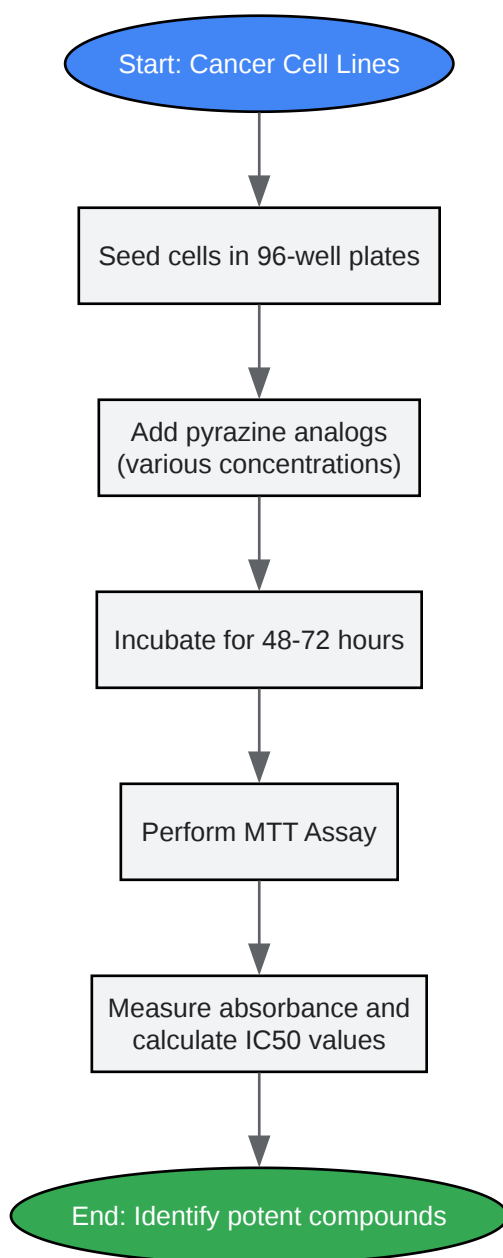 Start: Cancer Cell Lines
Seed cells in 96-well plates
Add pyrazine analogs
(various concentrations)
Incubate for 48-72 hours
Perform MTT Assay
Measure absorbance and
calculate IC50 values
End: Identify potent compounds